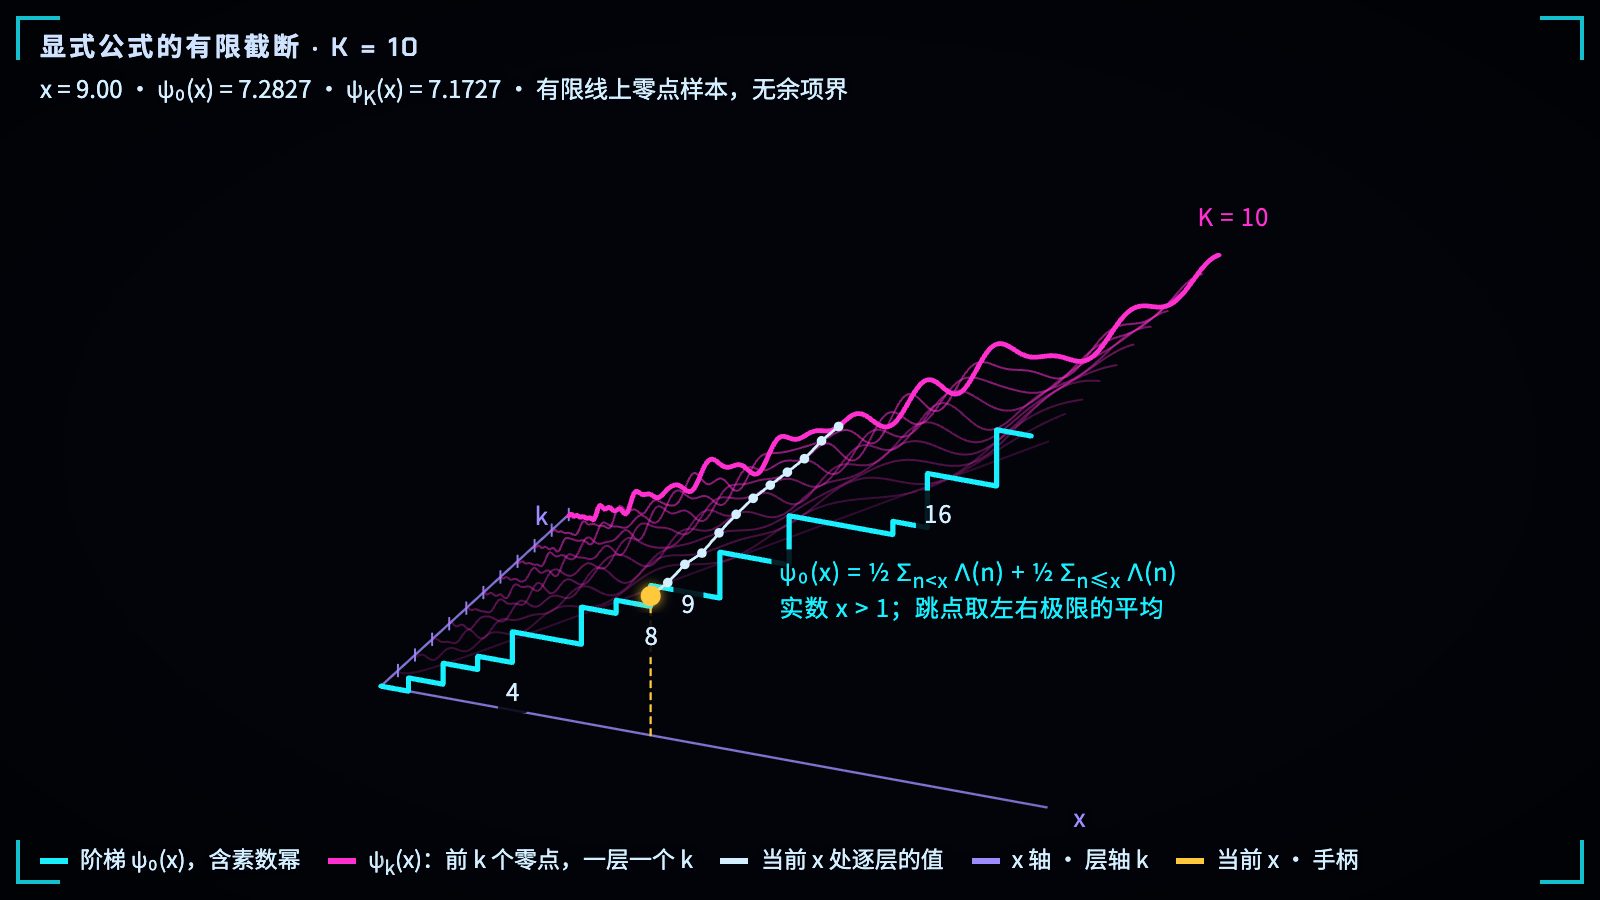 显式公式的有限截断 · K = 10
x = 9.00 • ψ₀(x) = 7.2827 • ψ_K(x) = 7.1727 • 有限线上零点样本，无余项界
K = 10
k
16
ψ₀(x) = ½ Σ_{n<x} Λ(n) + ½ Σ_{n⩽x} Λ(n)
实数 x > 1；跳点取左右极限的平均
9
8
4
x
阶梯 ψ₀(x)，含素数幂
ψ_k(x)：前 k 个零点，一层一个 k
当前 x 处逐层的值
x 轴 • 层轴 k
当前 x • 手柄